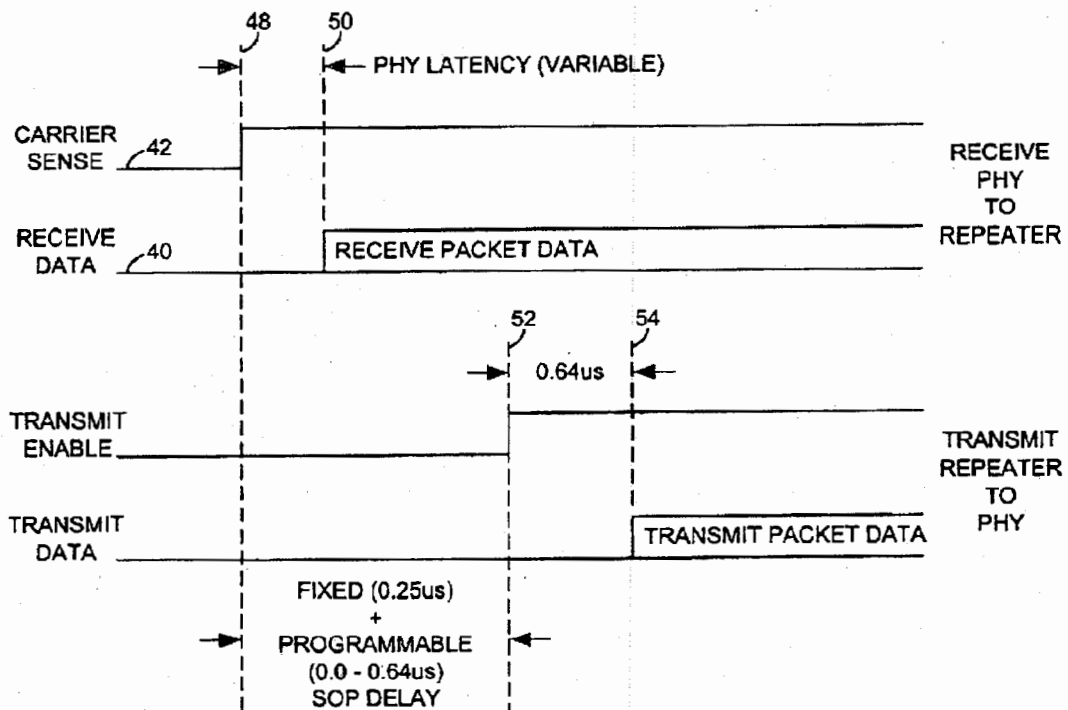 48
50
PHY LATENCY (VARIABLE)
CARRIER
SENSE
42
RECEIVE
DATA
40
RECEIVE PACKET DATA
RECEIVE
PHY
TO
REPEATER
52
54
0.64us
TRANSMIT
ENABLE
TRANSMIT
DATA
TRANSMIT PACKET DATA
TRANSMIT
REPEATER
TO
PHY
FIXED (0.25us)
+
PROGRAMMABLE
(0.0 - 0.64us)
SOP DELAY